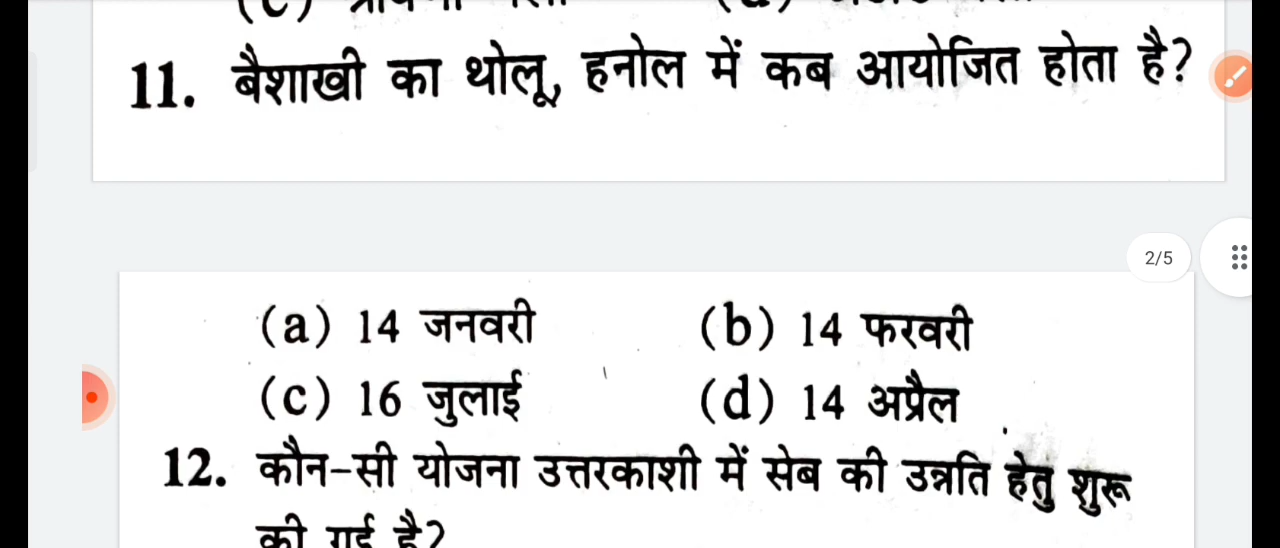 11. बैशाखी का थोलू, हनोल में कब आयोजित होता है?
2/5
(a) 14 जनवरी (b) 14 फरवरी
(c) 16 जुलाई (d) 14 अप्रैल
12. कौन-सी योजना उत्तरकाशी में सेब की उन्नति हेतु शुरू
की गई है?